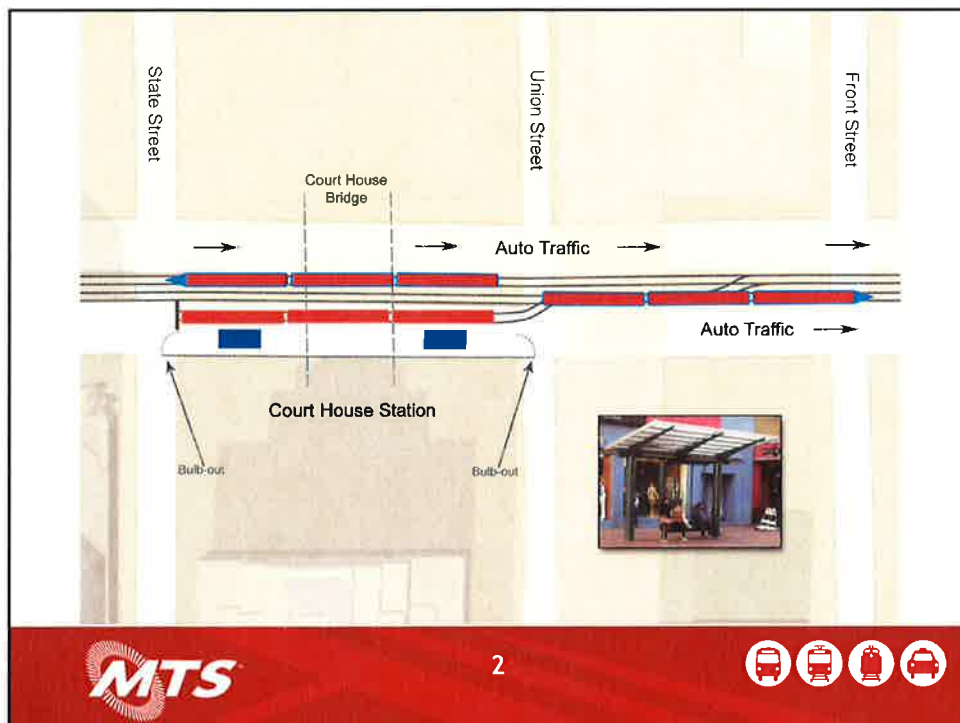 State Street
Union Street
Front Street
Court House
Bridge
Auto Traffic
Auto Traffic
Court House Station
Bulb-out
Bulb-out
MTS
2